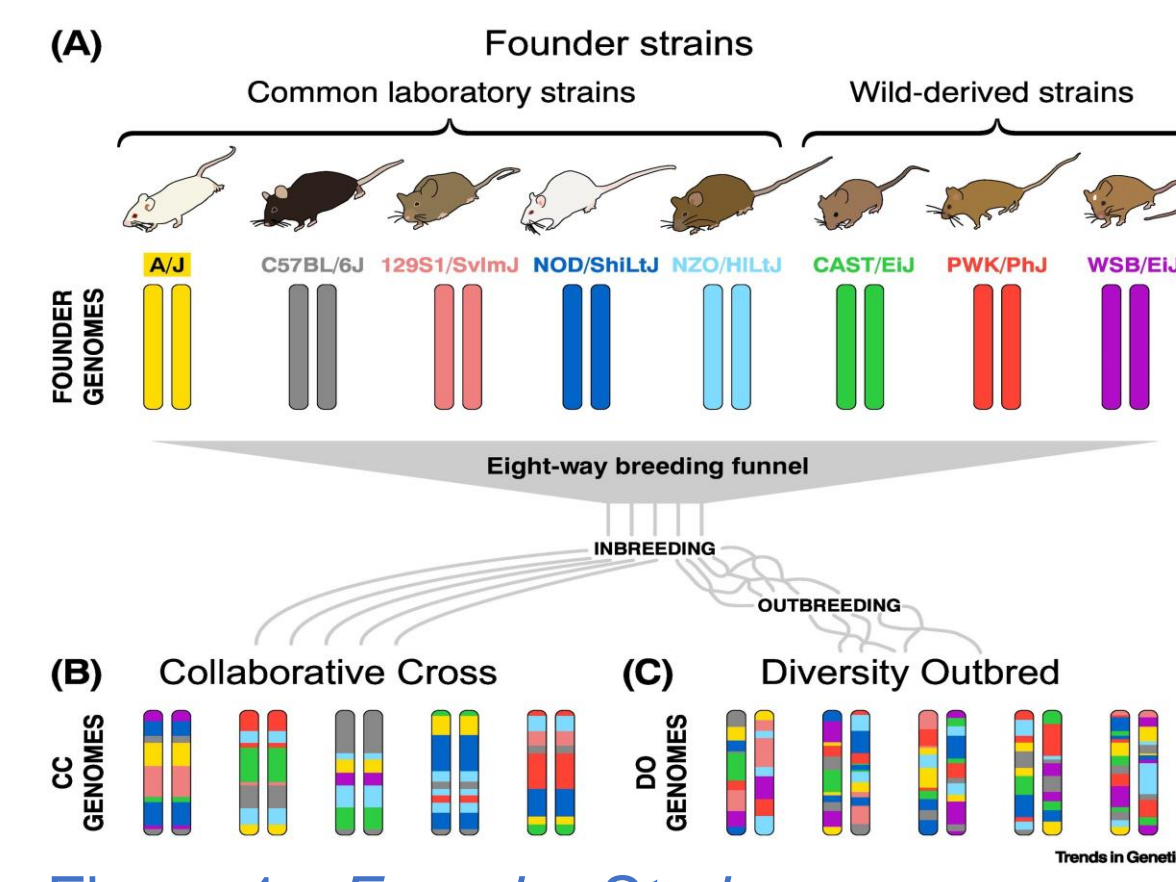 (A) Founder strains
Common laboratory strains Wild-derived strains
A/J C57BL/6J 129S1/SvImJ NOD/ShiLtJ NZO/HlLtJ CAST/EiJ PWK/PhJ WSB/EiJ
FOUNDER
GENOMES
Eight-way breeding funnel
INBREEDING
OUTBREEDING
(B) Collaborative Cross (C) Diversity Outbred
CC
GENOMES
DO
GENOMES
Trends in Geneti